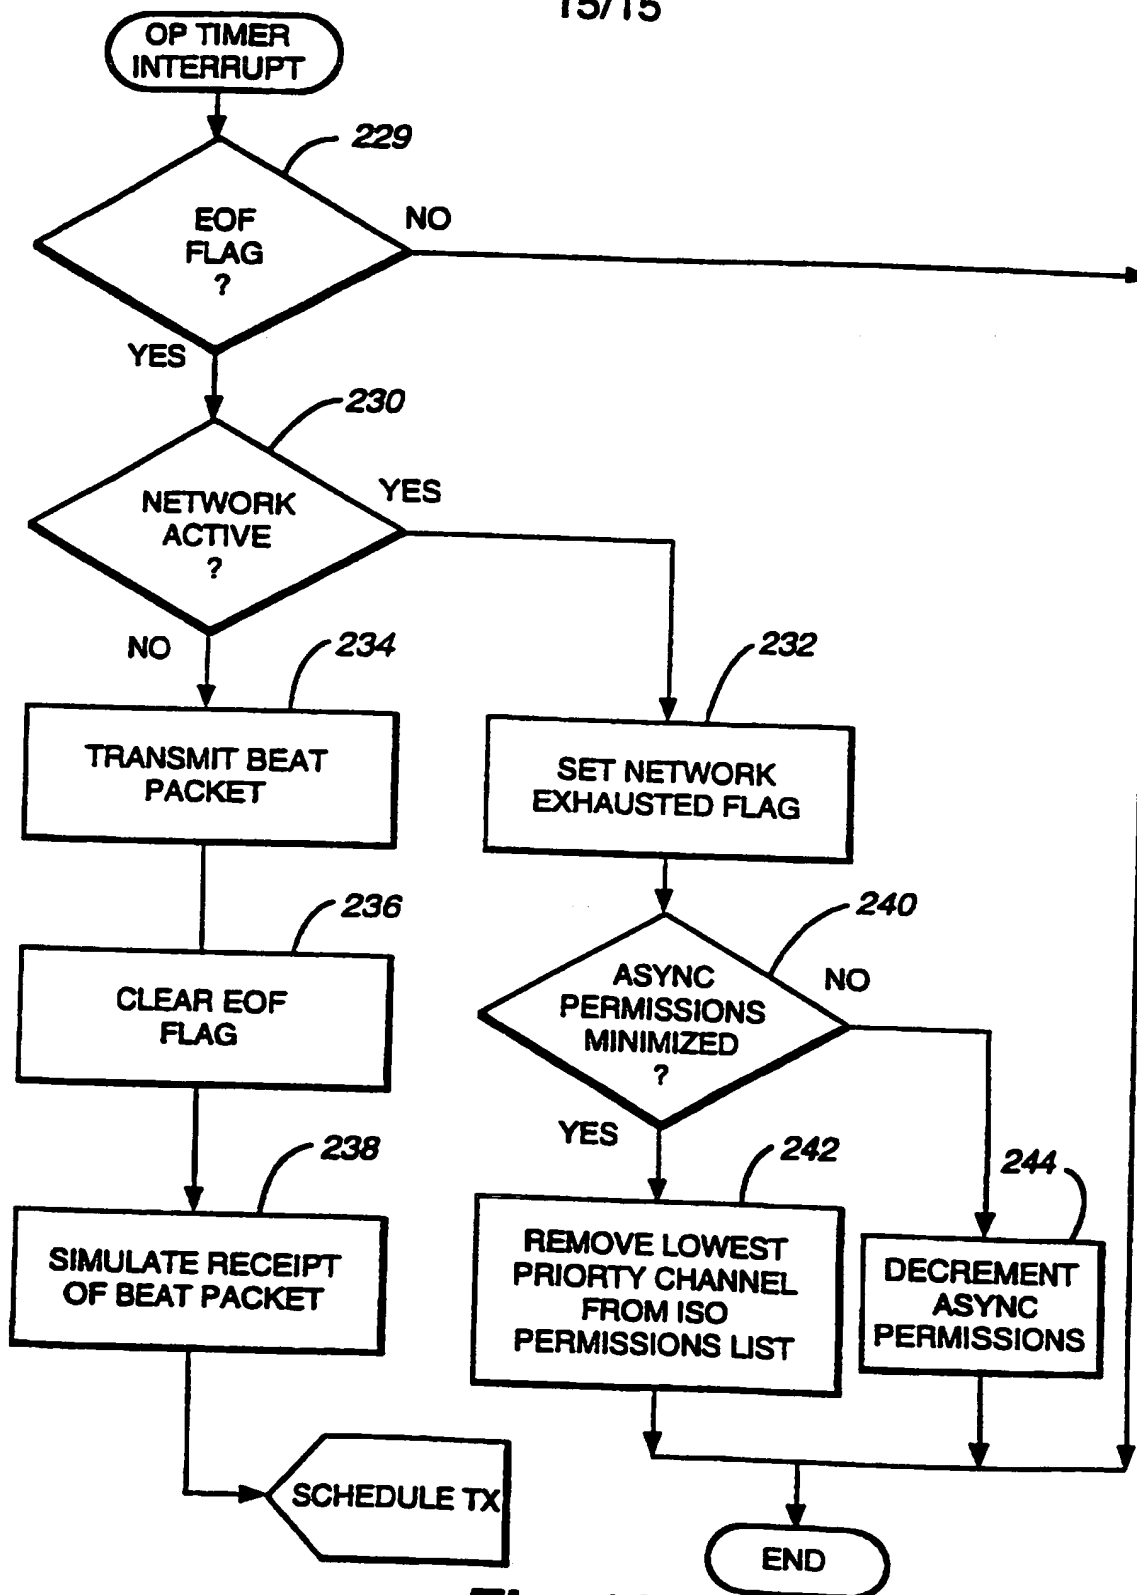 15/15
OP TIMER
INTERRUPT
229
EOF
FLAG
?
NO
YES
230
NETWORK
ACTIVE
?
YES
NO
234
TRANSMIT BEAT
PACKET
232
SET NETWORK
EXHAUSTED FLAG
236
CLEAR EOF
FLAG
240
ASYNC
PERMISSIONS
MINIMIZED
?
NO
YES
238
SIMULATE RECEIPT
OF BEAT PACKET
242
REMOVE LOWEST
PRIORTY CHANNEL
FROM ISO
PERMISSIONS LIST
244
DECREMENT
ASYNC
PERMISSIONS
SCHEDULE TX
END